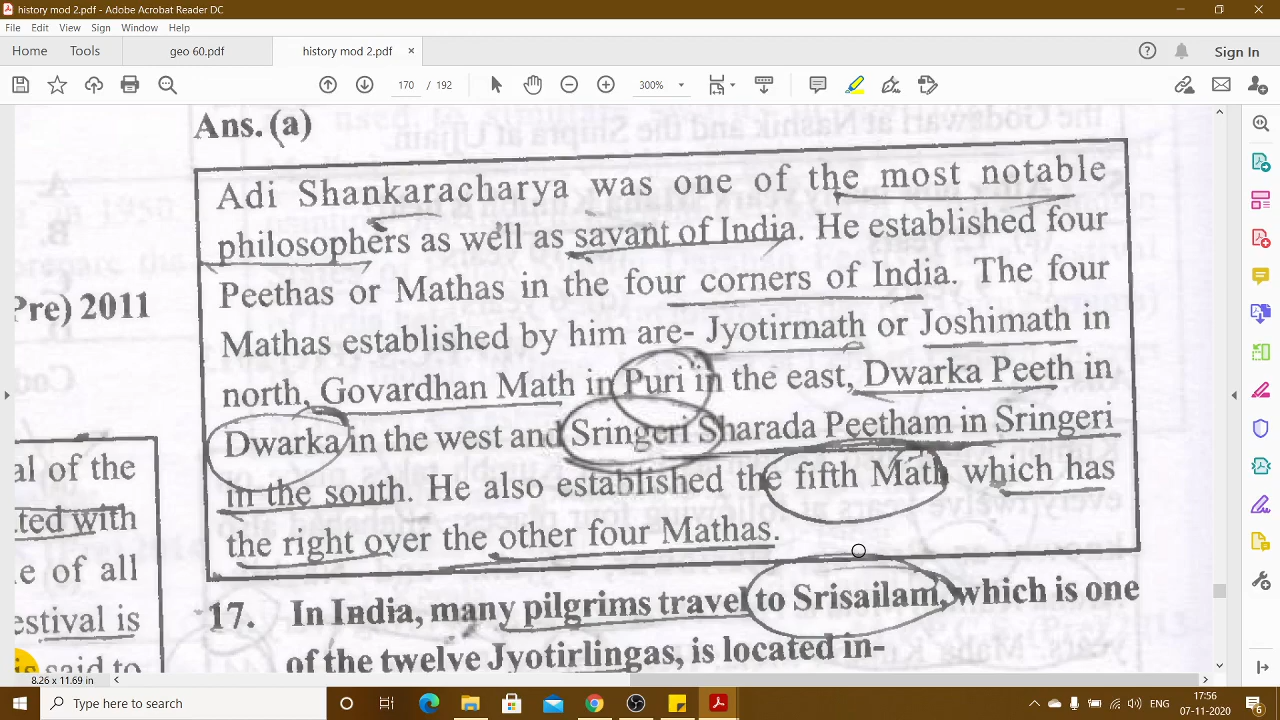 history mod 2.pdf - Adobe Acrobat Reader DC
File Edit View Sign Window Help
Home Tools geo 60.pdf history mod 2.pdf × Sign In
170 / 192 300%
Ans. (a)
Adi Shankaracharya was one of the most notable
philosophers as well as savant of India. He established four
Peethas or Mathas in the four corners of India. The four
Mathas established by him are- Jyotirmath or Joshimath in
north, Govardhan Math in Puri in the east, Dwarka Peeth in
Dwarka in the west and Sringeri Sharada Peetham in Sringeri
in the south. He also established the fifth Math which has
the right over the other four Mathas.
17. In India, many pilgrims travel to Srisailam, which is one
of the twelve Jyotirlingas, is located in-
Pre) 2011
al of the
ted with
e of all
estival is
is said to
8.26 x 11.69 in
Type here to search
ENG
17:56
07-11-2020
6